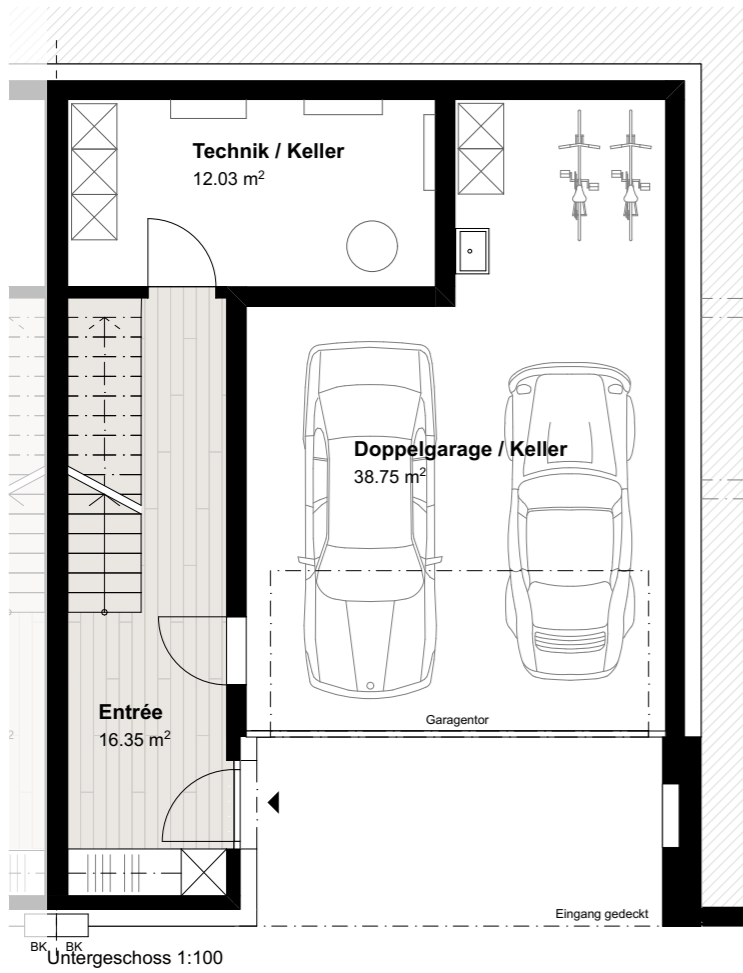 Technik / Keller
12.03 m²
Doppelgarage / Keller
38.75 m²
Entrée
16.35 m²
Garagentor
Eingang gedeckt
BK BK
Untergeschoss 1:100